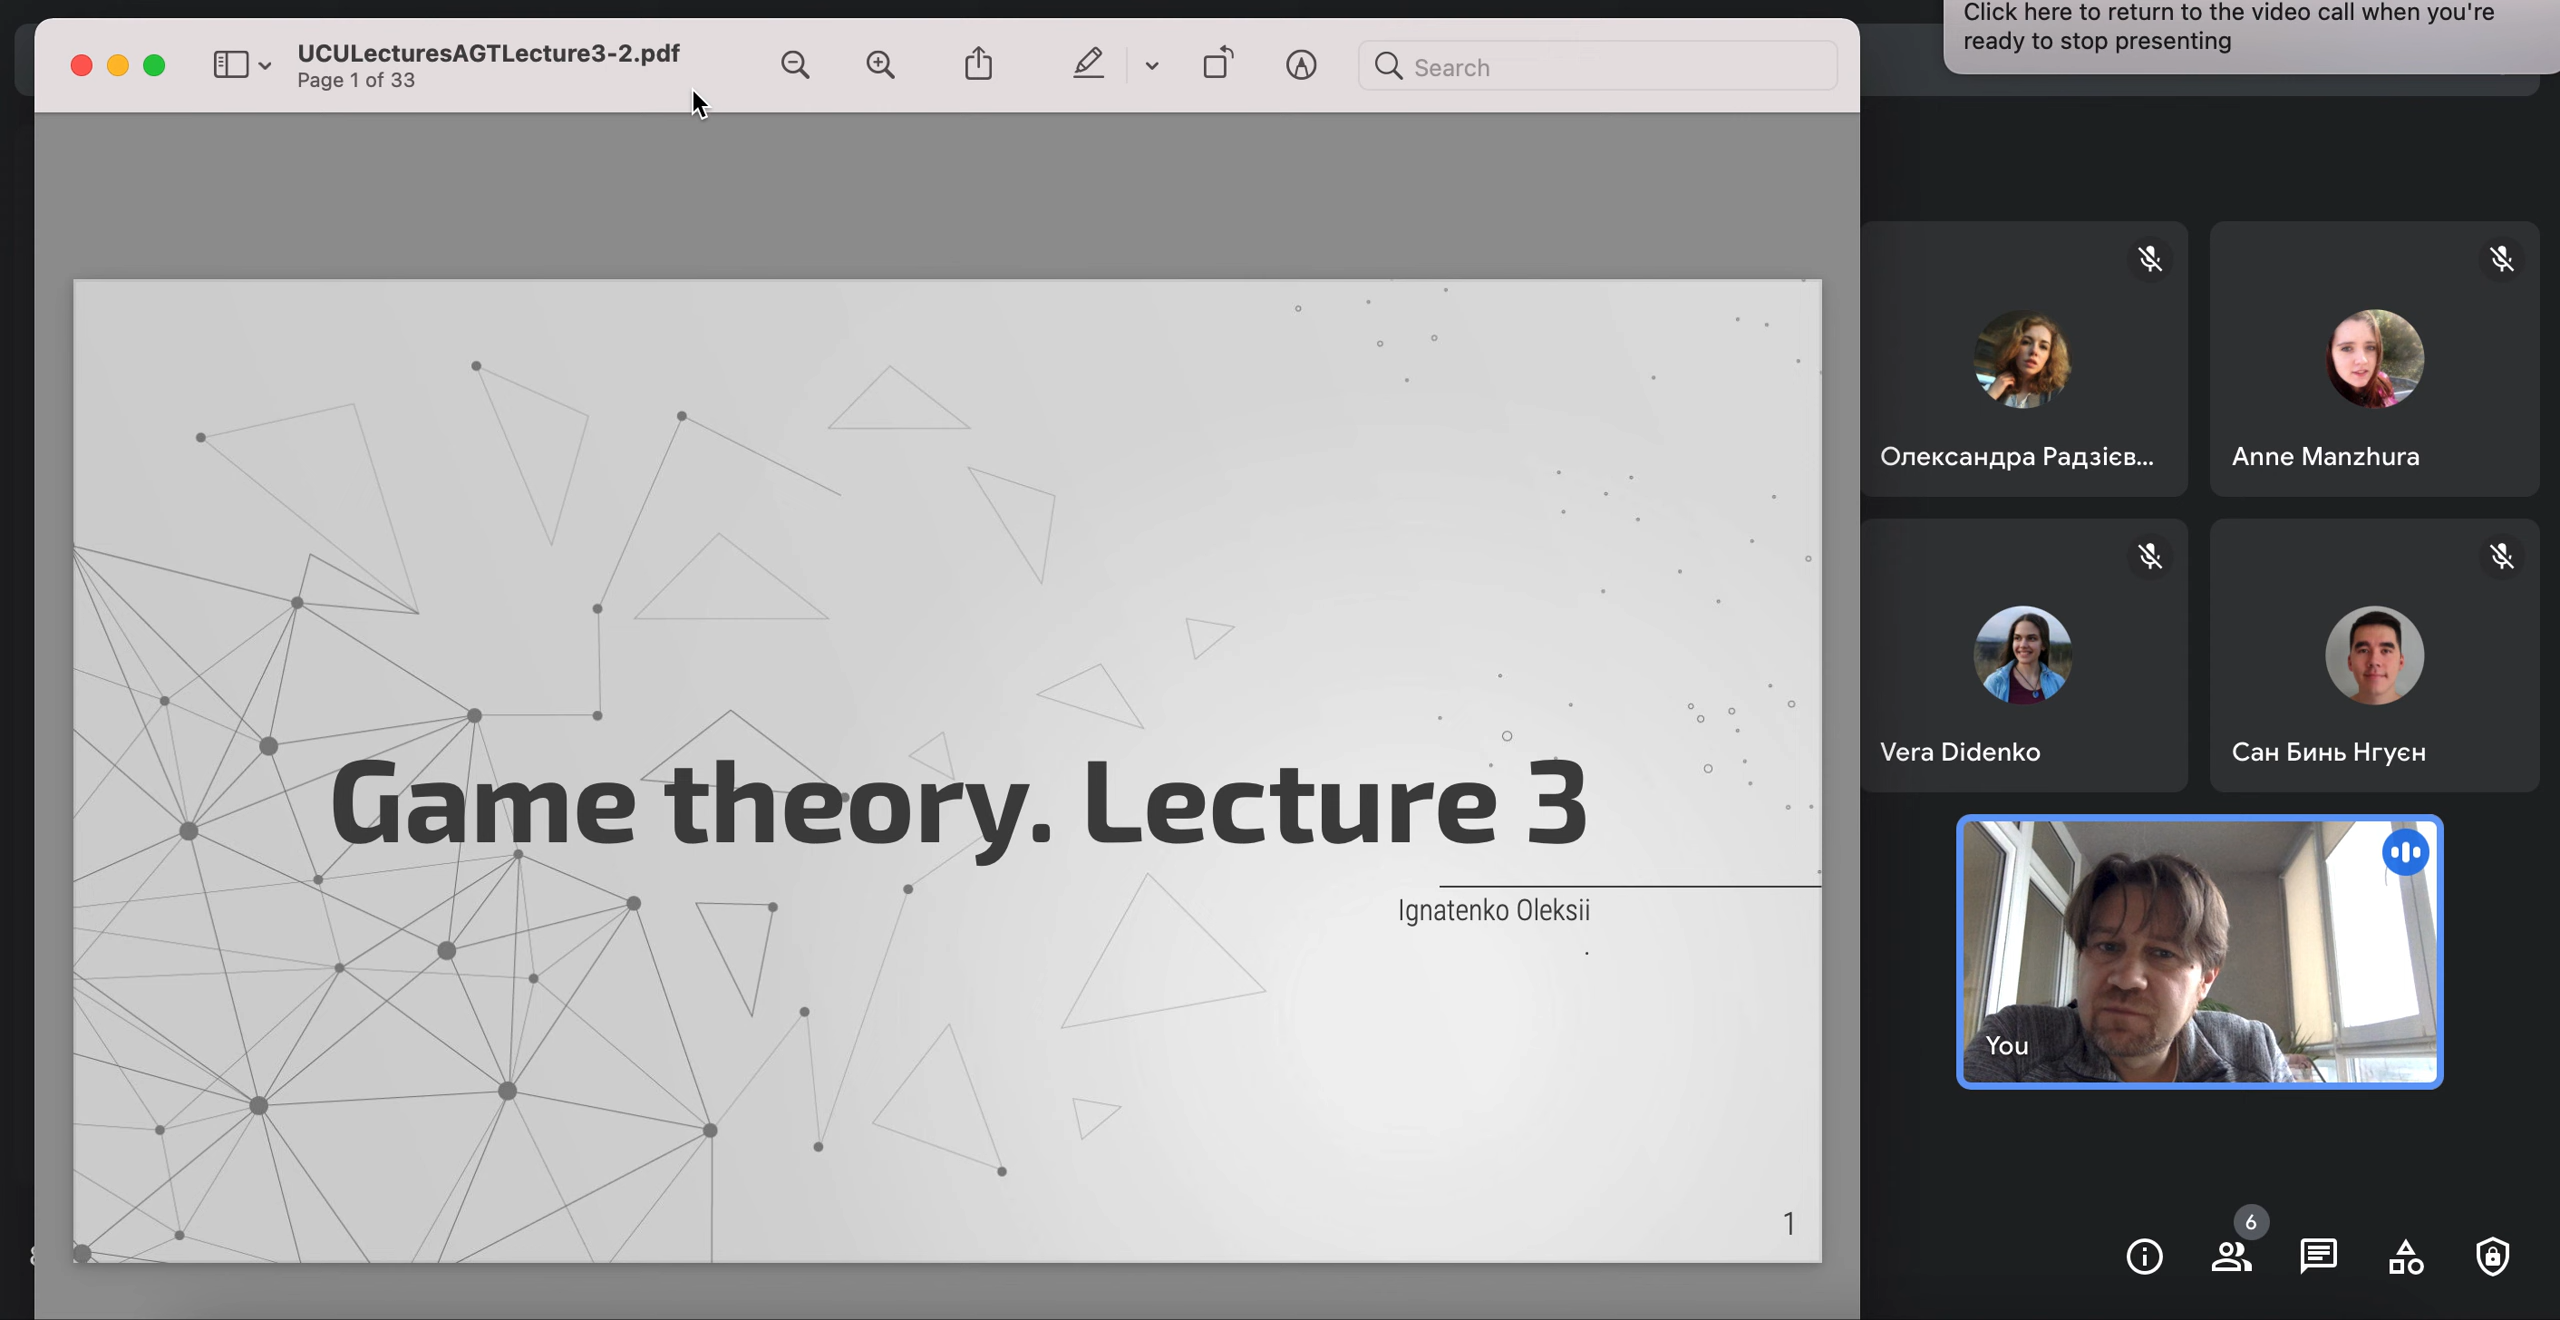 UCULecturesAGTLecture3-2.pdf
Page 1 of 33
Search
Click here to return to the video call when you're
ready to stop presenting
Game theory. Lecture 3
Ignatenko Oleksii
.
1
Олександра Радзієв...
Anne Manzhura
Vera Didenko
Сан Бинь Нгуєн
You
6